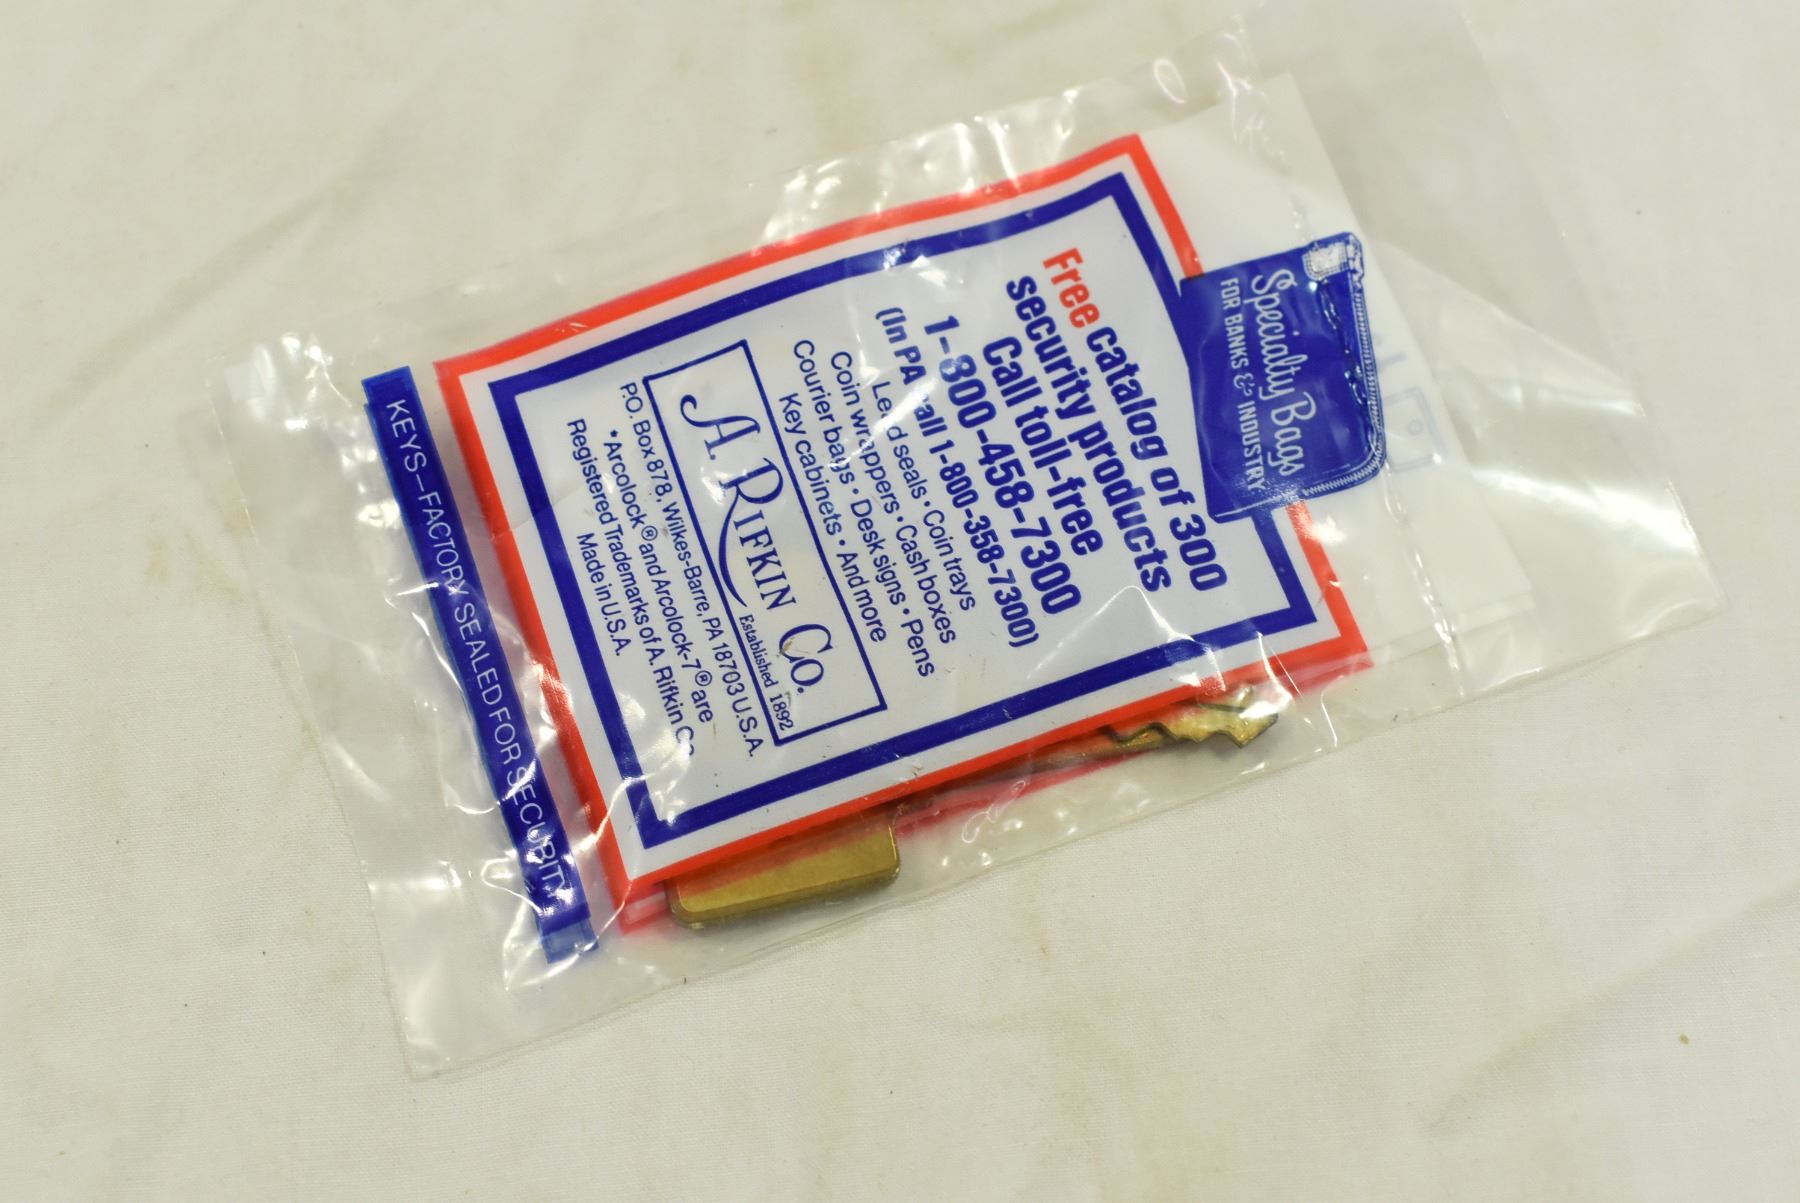 Specialty Bags
FOR BANKS & INDUSTRY
Free catalog of 300
security products
Call toll-free
1-800-458-7300
(In PA call 1-800-358-7300)
Lead seals • Coin trays
Coin wrappers • Cash boxes
Courier bags • Desk signs • Pens
Key cabinets • And more
A RIFKIN CO.
Established 1892
P.O. Box 878, Wilkes-Barre, PA 18703 U.S.A.
•Arcolock® and Arcolock-7® are
Registered Trademarks of A. Rifkin Co.
Made in U.S.A.
KEYS—FACTORY SEALED FOR SECURITY